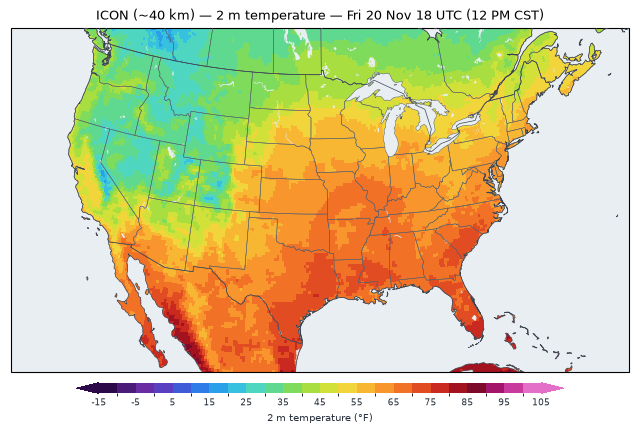 ICON (~40 km) — 2 m temperature — Fri 20 Nov 18 UTC (12 PM CST)
-15 -5 5 15 25 35 45 55 65 75 85 95 105
2 m temperature (°F)